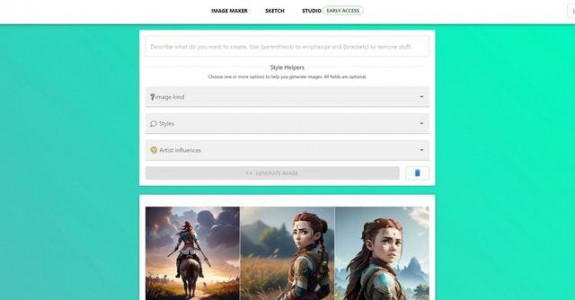 IMAGE MAKER SKETCH STUDIO EARLY ACCESS
Describe what do you want to create. Use (parenthesis) to emphasize and [brackets] to remove stuff.
Style Helpers
Choose one or more options to help you generate images. All fields are optional.
Image kind
Styles
Artist influences
GENERATE IMAGE